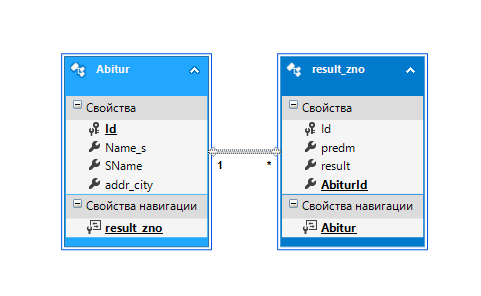 Abitur
Свойства
Id
Name_s
SName
addr_city
Свойства навигации
result_zno
1
*
result_zno
Свойства
Id
predm
result
AbiturId
Свойства навигации
Abitur